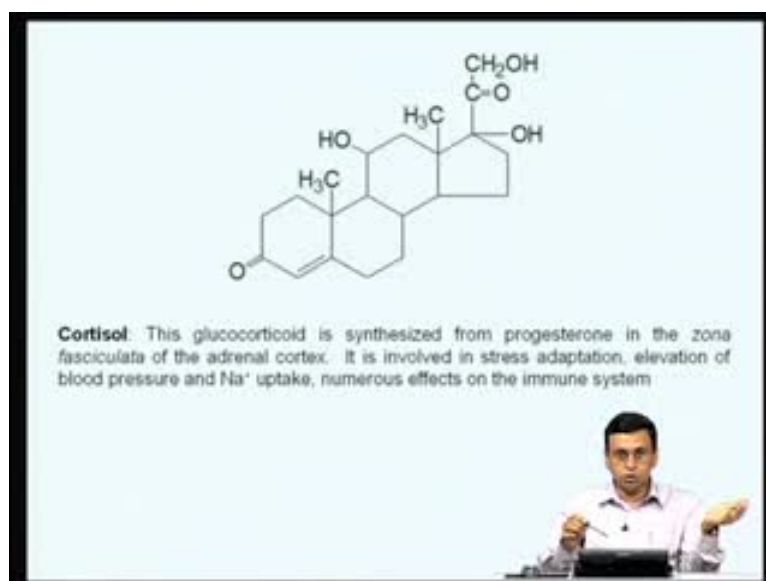 CH₂OH
C=O
H₃C
HO
OH
H₃C
O
Cortisol: This glucocorticoid is synthesized from progesterone in the zona
fasciculata of the adrenal cortex. It is involved in stress adaptation, elevation of
blood pressure and Na⁺ uptake, numerous effects on the immune system